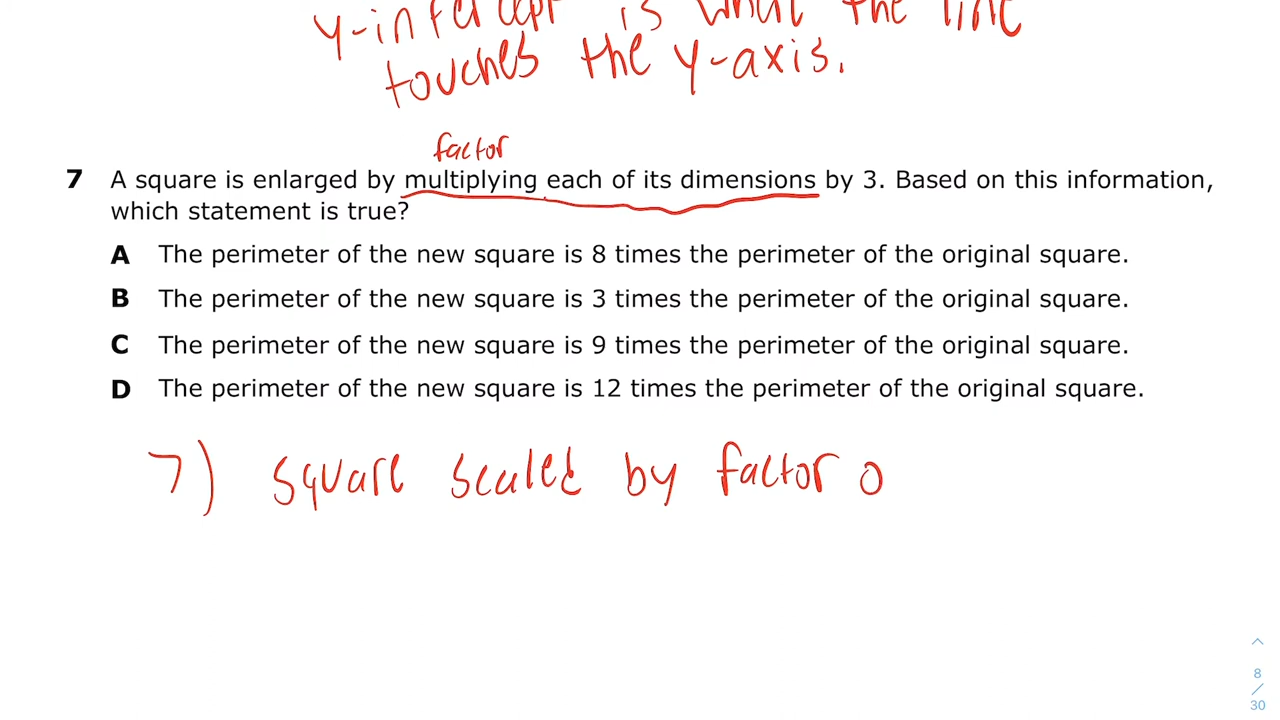 y-intercept is what the line
touches the y-axis.
factor
7 A square is enlarged by multiplying each of its dimensions by 3. Based on this information,
which statement is true?
A The perimeter of the new square is 8 times the perimeter of the original square.
B The perimeter of the new square is 3 times the perimeter of the original square.
C The perimeter of the new square is 9 times the perimeter of the original square.
D The perimeter of the new square is 12 times the perimeter of the original square.
7) square scaled by factor o
8
/
30